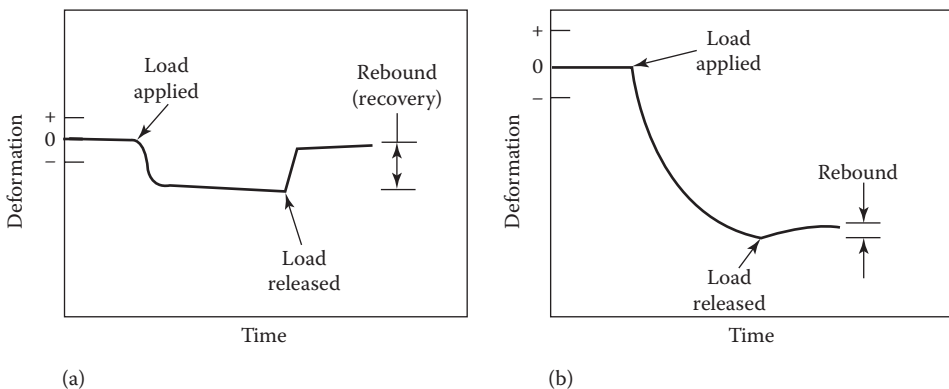 Deformation
+
0
−
Load
applied
Rebound
(recovery)
Load
released
Time
(a)
Deformation
+
0
−
Load
applied
Rebound
Load
released
Time
(b)